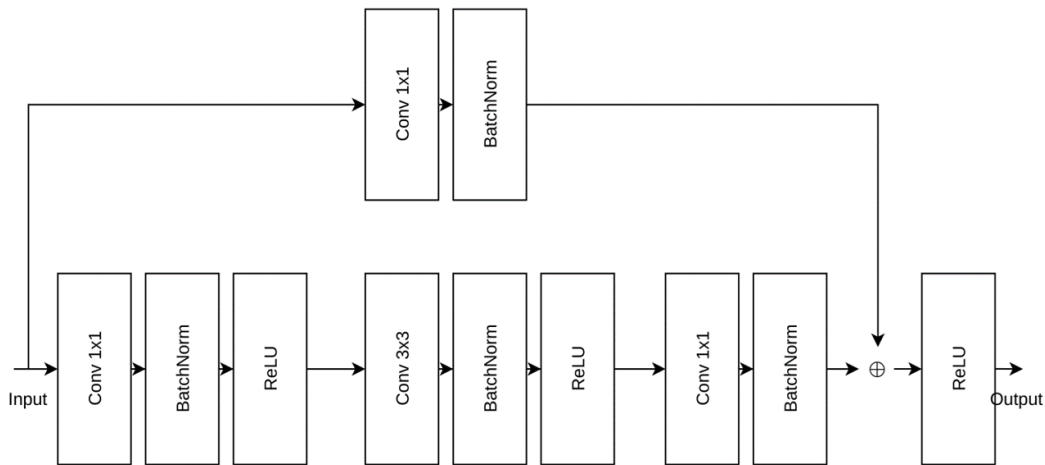 Conv 1x1
BatchNorm
Input
Conv 1x1
BatchNorm
ReLU
Conv 3x3
BatchNorm
ReLU
Conv 1x1
BatchNorm
⊕
ReLU
Output